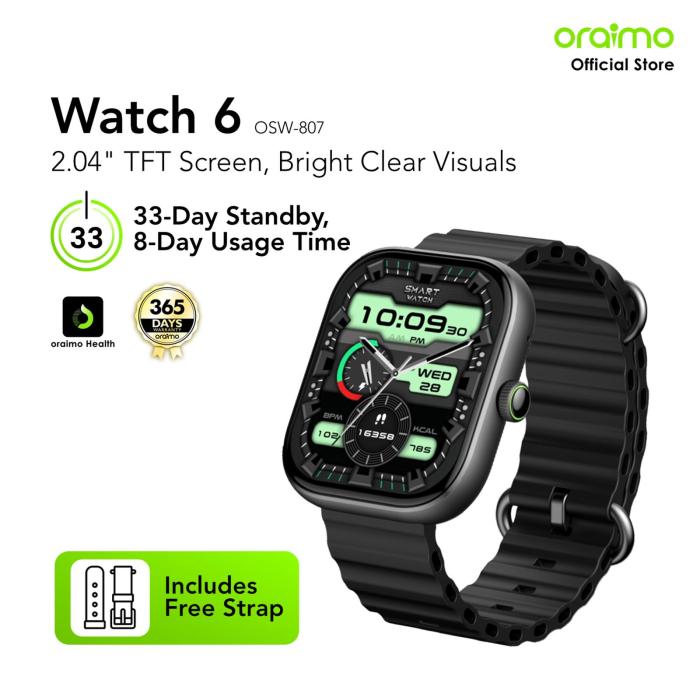 oraimo
Official Store
Watch 6 OSW-807
2.04" TFT Screen, Bright Clear Visuals
33
33-Day Standby,
8-Day Usage Time
oraimo Health
365
DAYS
WARRANTY
oraimo
SMART
WATCH
10:09 30
AM PM
WED
28
BPM
102
16358
KCAL
785
Includes
Free Strap